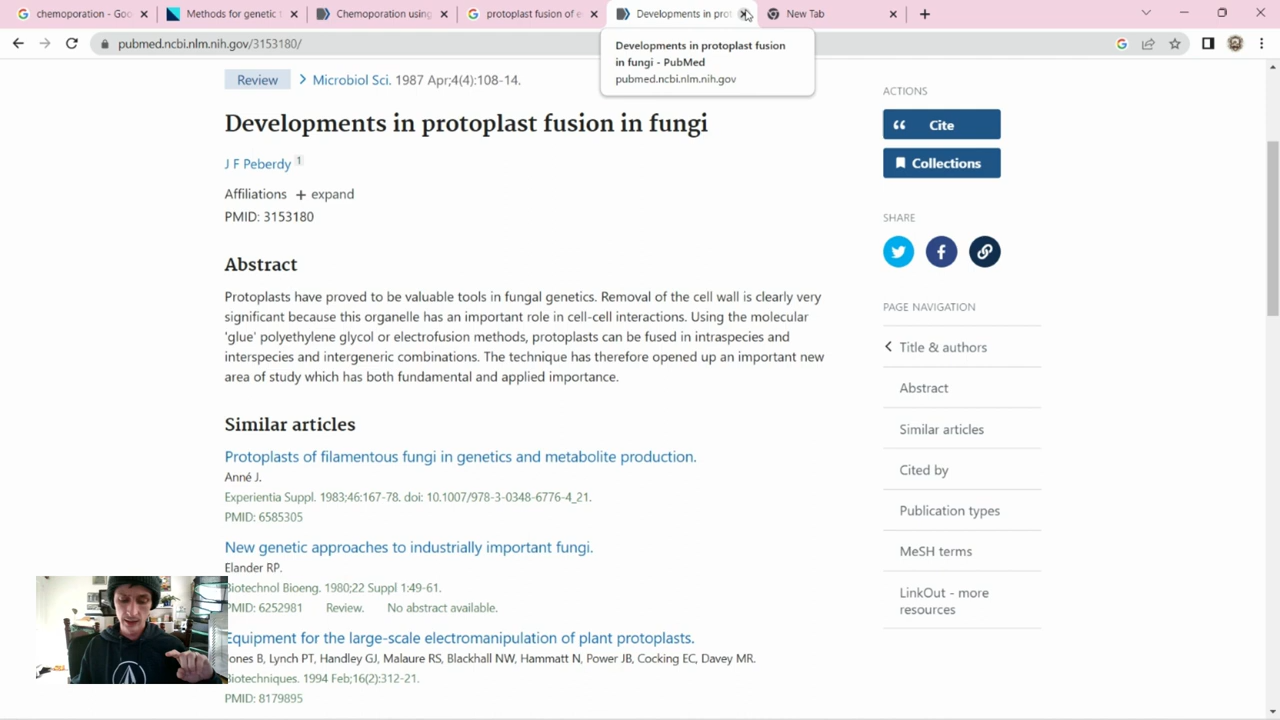 chemoporation - Goo
Methods for genetic t
Chemoporation using
protoplast fusion of e
Developments in prot
New Tab
pubmed.ncbi.nlm.nih.gov/3153180/
Developments in protoplast fusion
in fungi - PubMed
pubmed.ncbi.nlm.nih.gov
Review
Microbiol Sci. 1987 Apr;4(4):108-14.
Developments in protoplast fusion in fungi
J F Peberdy 1
Affiliations + expand
PMID: 3153180
Abstract
Protoplasts have proved to be valuable tools in fungal genetics. Removal of the cell wall is clearly very
significant because this organelle has an important role in cell-cell interactions. Using the molecular
'glue' polyethylene glycol or electrofusion methods, protoplasts can be fused in intraspecies and
interspecies and intergeneric combinations. The technique has therefore opened up an important new
area of study which has both fundamental and applied importance.
Similar articles
Protoplasts of filamentous fungi in genetics and metabolite production.
Anné J.
Experientia Suppl. 1983;46:167-78. doi: 10.1007/978-3-0348-6776-4_21.
PMID: 6585305
New genetic approaches to industrially important fungi.
Elander RP.
Biotechnol Bioeng. 1980;22 Suppl 1:49-61.
PMID: 6252981 Review. No abstract available.
Equipment for the large-scale electromanipulation of plant protoplasts.
Jones B, Lynch PT, Handley GJ, Malaure RS, Blackhall NW, Hammatt N, Power JB, Cocking EC, Davey MR.
Biotechniques. 1994 Feb;16(2):312-21.
PMID: 8179895
ACTIONS
Cite
Collections
SHARE
PAGE NAVIGATION
Title & authors
Abstract
Similar articles
Cited by
Publication types
MeSH terms
LinkOut - more
resources